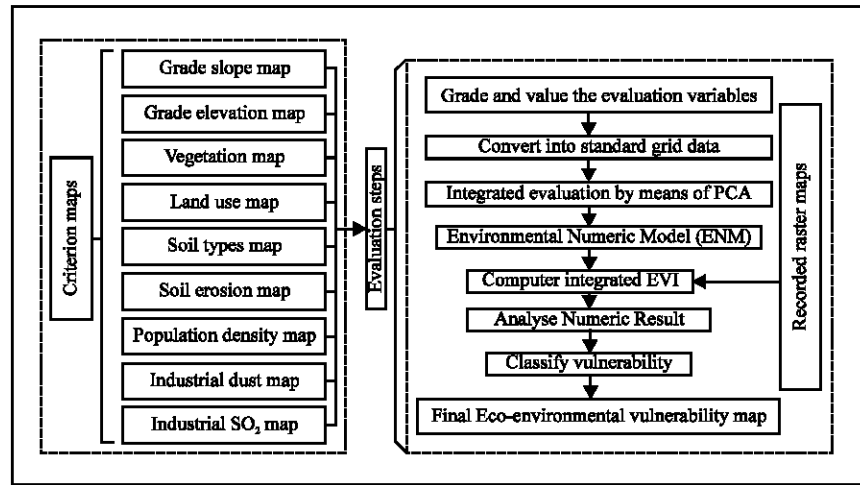 Criterion maps
Grade slope map
Grade elevation map
Vegetation map
Land use map
Soil types map
Soil erosion map
Population density map
Industrial dust map
Industrial SO₂ map
Evaluation steps
Grade and value the evaluation variables
Convert into standard grid data
Integrated evaluation by means of PCA
Environmental Numeric Model (ENM)
Computer integrated EVI
Analyse Numeric Result
Classify vulnerability
Final Eco-environmental vulnerability map
Recorded raster maps